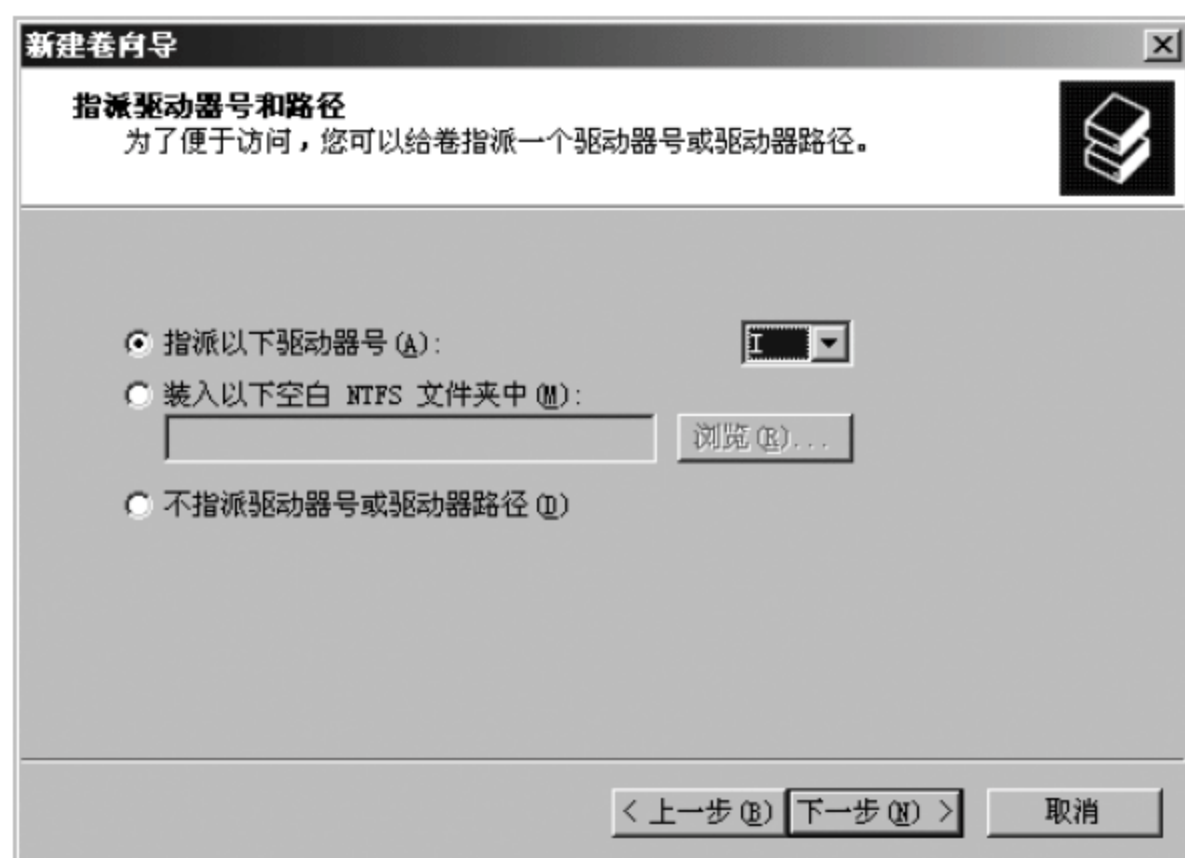 新建卷向导
指派驱动器号和路径
为了便于访问，您可以给卷指派一个驱动器号或驱动器路径。
指派以下驱动器号(A): I
装入以下空白 NTFS 文件夹中(M):
浏览(R)...
不指派驱动器号或驱动器路径(D)
< 上一步(B) 下一步(N) > 取消